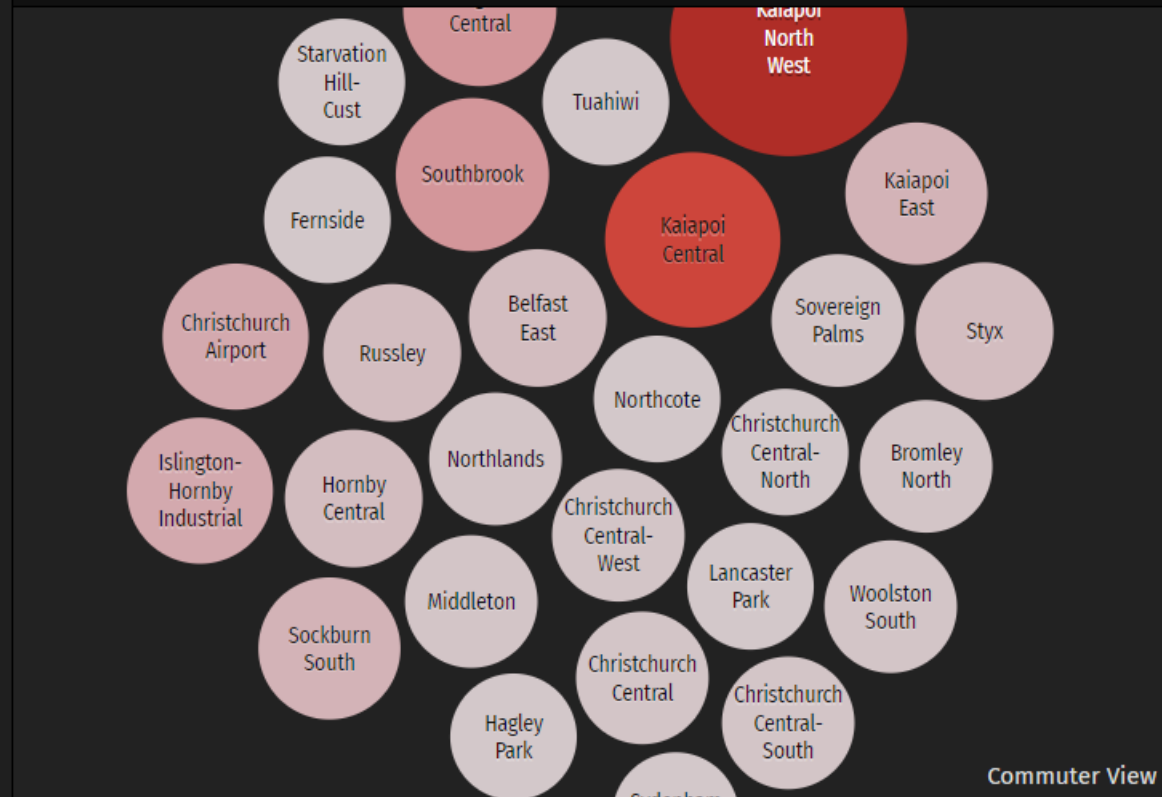 Central
Kaiapoi
North
West
Starvation
Hill-
Cust
Tuahiwi
Southbrook
Kaiapoi
East
Fernside
Kaiapoi
Central
Belfast
East
Sovereign
Palms
Christchurch
Airport
Russley
Styx
Northcote
Christchurch
Central-
North
Bromley
North
Islington-
Hornby
Industrial
Hornby
Central
Northlands
Christchurch
Central-
West
Lancaster
Park
Woolston
South
Middleton
Sockburn
South
Christchurch
Central
Christchurch
Central-
South
Hagley
Park
Commuter View